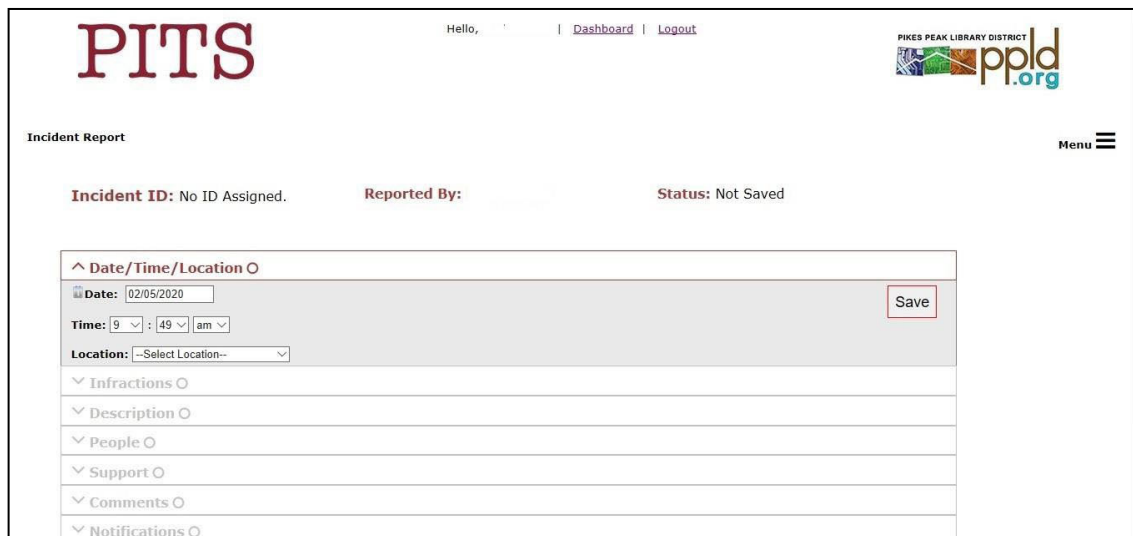 PITS
Hello, | Dashboard | Logout
PIKES PEAK LIBRARY DISTRICT
ppld
.org
Incident Report
Menu
Incident ID: No ID Assigned. Reported By: Status: Not Saved
Date/Time/Location
Date: 02/05/2020
Save
Time: 9 : 49 am
Location: --Select Location--
Infractions
Description
People
Support
Comments
Notifications